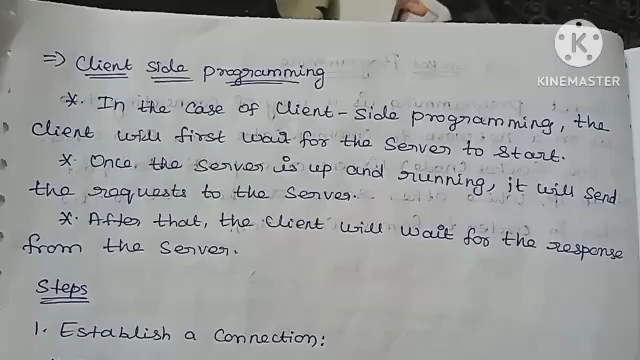 ⇒ Client side programming
*. In the case of Client-side programming, the
client will first wait for the server to start.
*. Once the server is up and running, it will send
the requests to the server.
*. After that, the client will wait for the response
from the server.
Steps
1. Establish a connection:
K
KINEMASTER